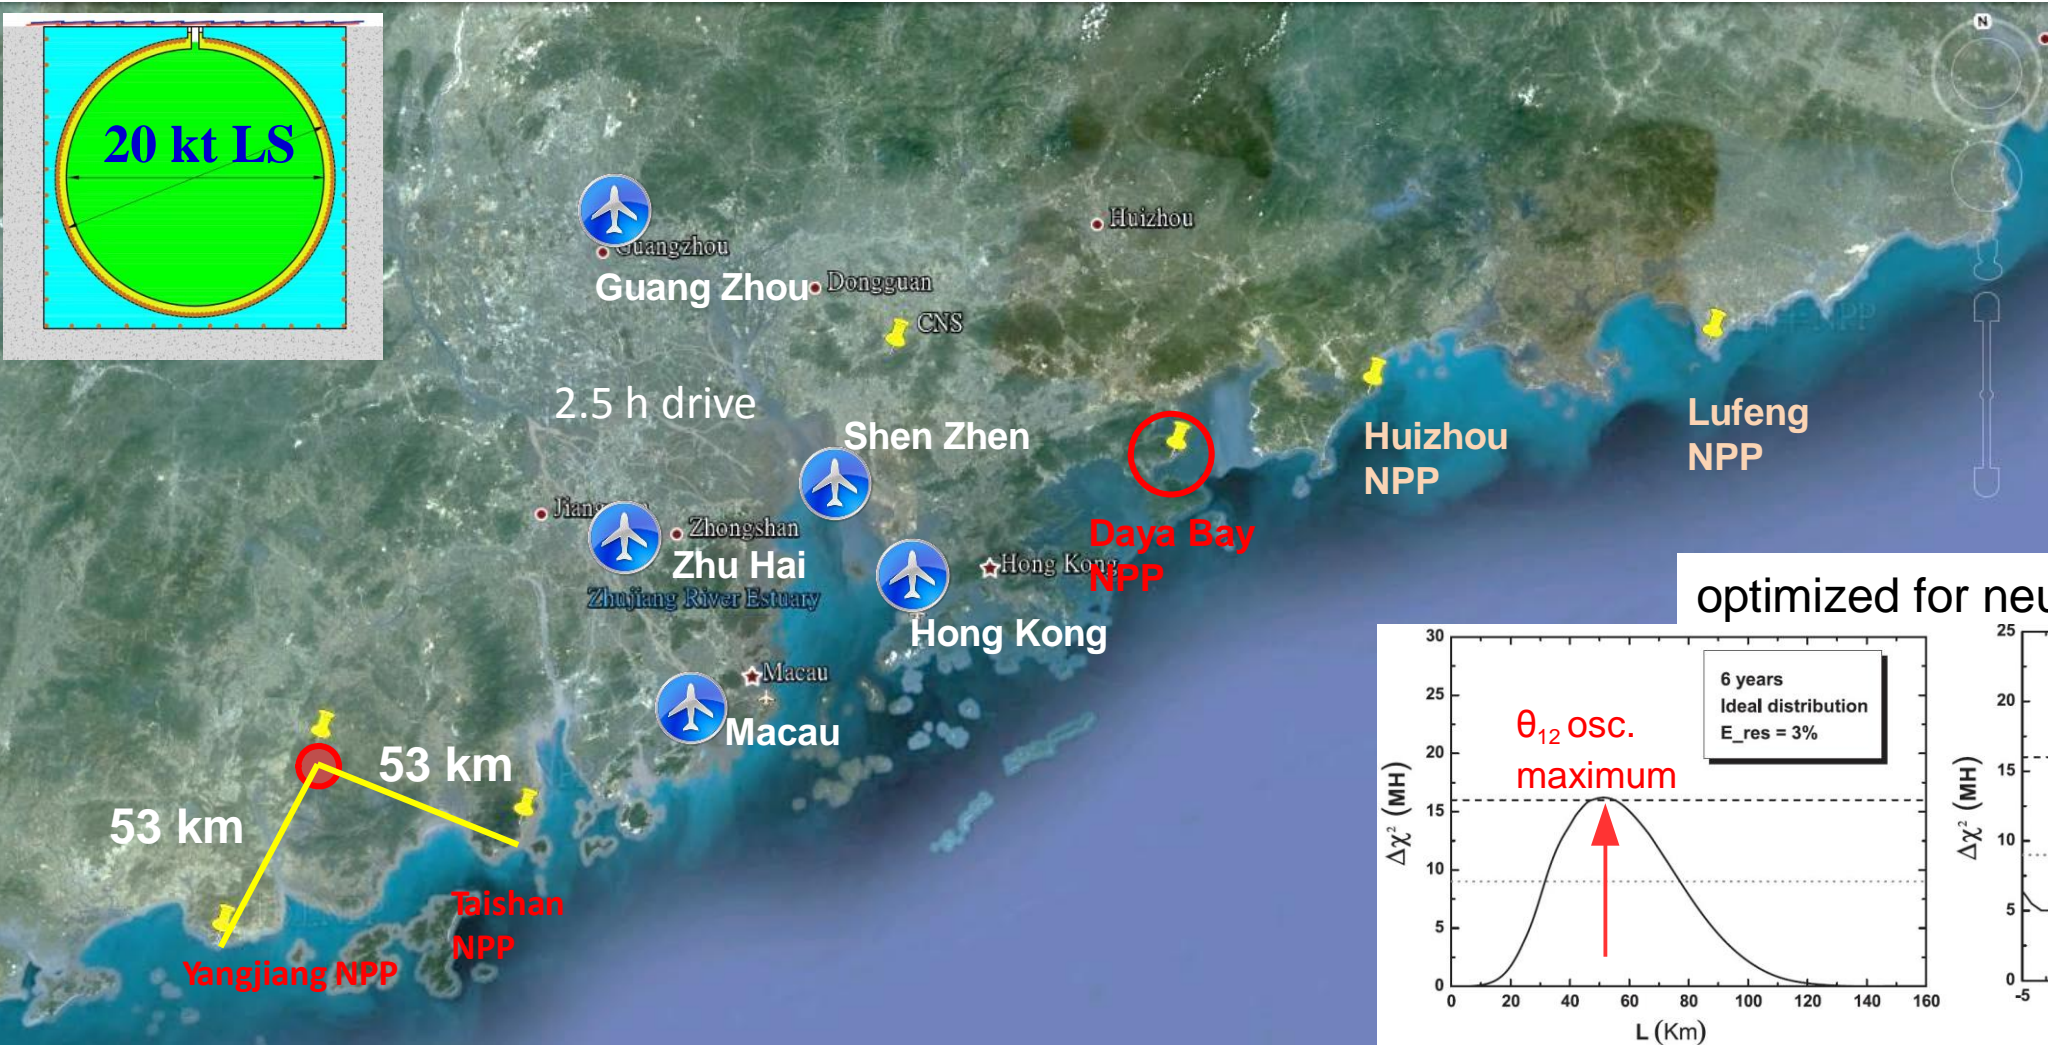 20 kt LS
N
Huizhou
Guangzhou
Guang Zhou
Dongguan
CNS
2.5 h drive
Shen Zhen
Huizhou
NPP
Lufeng
NPP
NPP
Zhongshan
Zhu Hai
Zhujiang River Estuary
Daya Bay
NPP
Hong Kong
Hong Kong
Macau
Macau
53 km
53 km
Taishan
NPP
Yangjiang NPP
optimized for neu
30
25
20
15
10
5
0
Δχ² (MH)
6 years
Ideal distribution
E_res = 3%
θ₁₂ osc.
maximum
0 20 40 60 80 100 120 140 160
L (Km)
25
20
15
10
5
0
-5
Δχ² (MH)